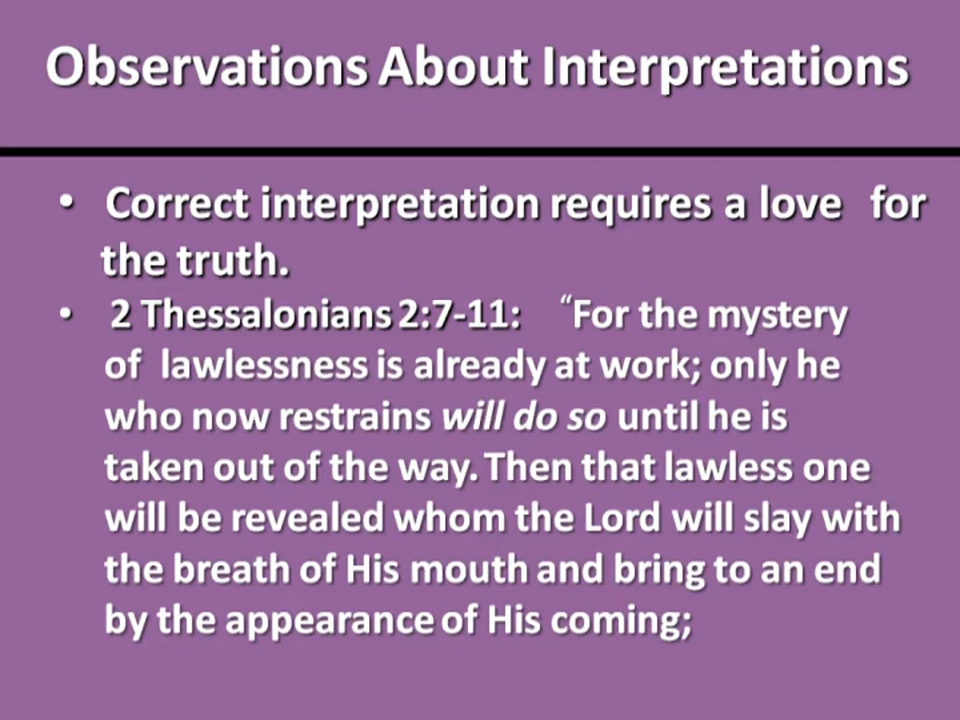 Observations About Interpretations
• Correct interpretation requires a love for
the truth.
• 2 Thessalonians 2:7-11: “For the mystery
of lawlessness is already at work; only he
who now restrains will do so until he is
taken out of the way. Then that lawless one
will be revealed whom the Lord will slay with
the breath of His mouth and bring to an end
by the appearance of His coming;